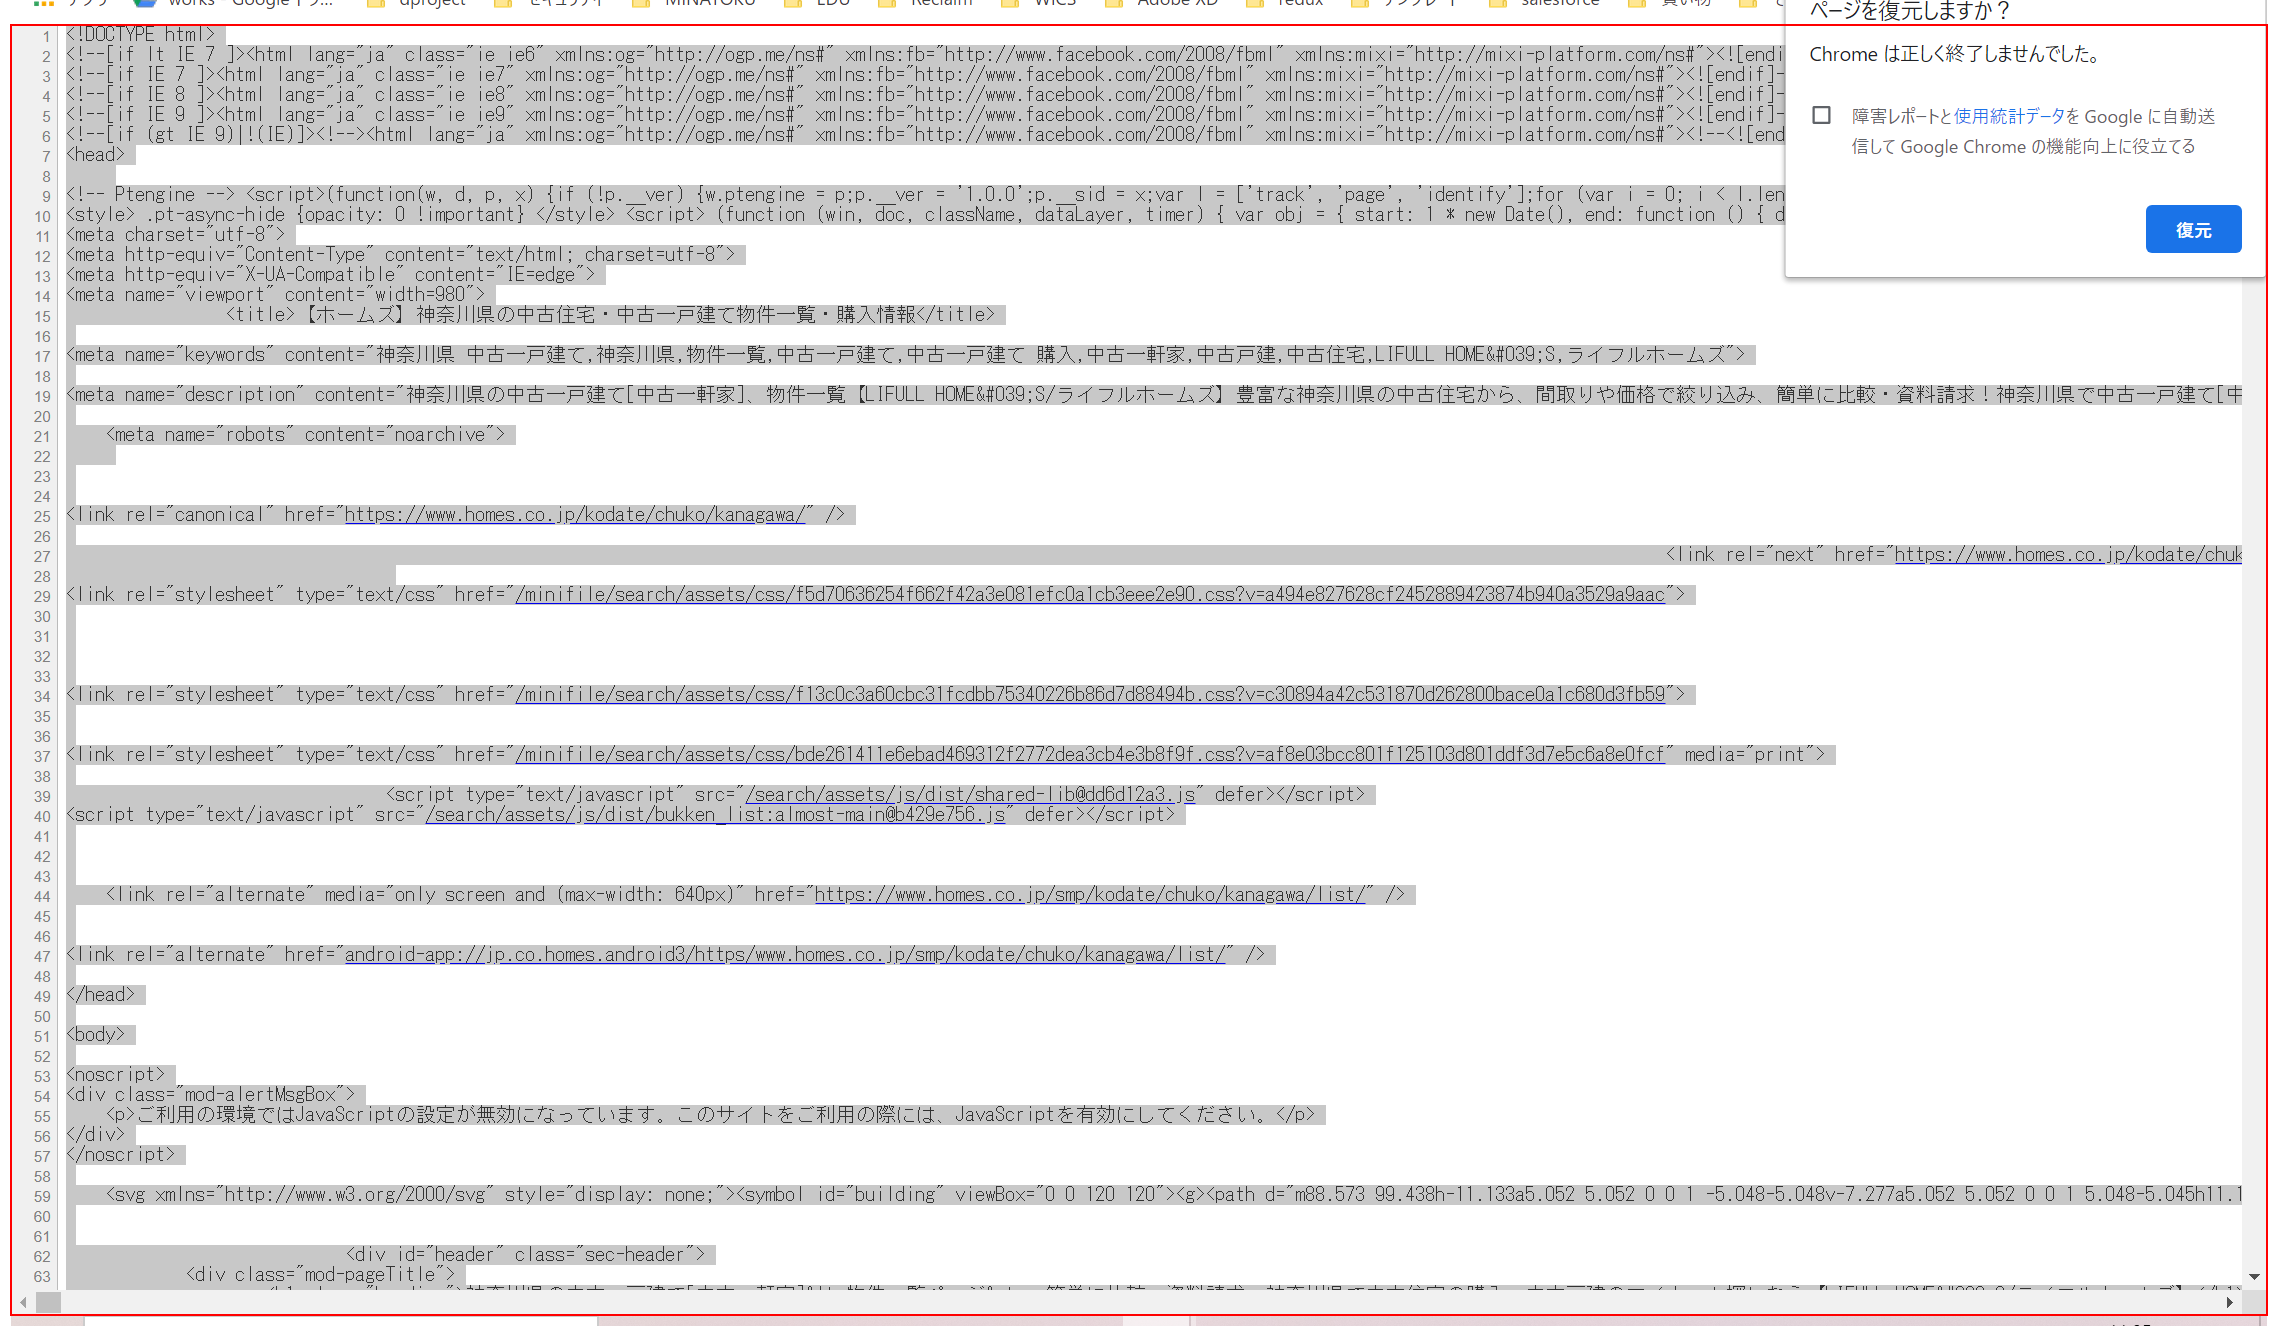 works - Google ドラ...
dproject
セキュリティ
MINATOKU
EDU
Reclaim
WICS
Adobe XD
redux
テンプレート
salesforce
買い物
ページを復元しますか？
Chrome は正しく終了しませんでした。
障害レポートと使用統計データを Google に自動送
信して Google Chrome の機能向上に役立てる
復元
1 <!DOCTYPE html>
2 <!--[if lt IE 7 ]><html lang="ja" class="ie ie6" xmlns:og="http://ogp.me/ns#" xmlns:fb="http://www.facebook.com/2008/fbml" xmlns:mixi="http://mixi-platform.com/ns#"><![endi
3 <!--[if IE 7 ]><html lang="ja" class="ie ie7" xmlns:og="http://ogp.me/ns#" xmlns:fb="http://www.facebook.com/2008/fbml" xmlns:mixi="http://mixi-platform.com/ns#"><![endif]-
4 <!--[if IE 8 ]><html lang="ja" class="ie ie8" xmlns:og="http://ogp.me/ns#" xmlns:fb="http://www.facebook.com/2008/fbml" xmlns:mixi="http://mixi-platform.com/ns#"><![endif]-
5 <!--[if IE 9 ]><html lang="ja" class="ie ie9" xmlns:og="http://ogp.me/ns#" xmlns:fb="http://www.facebook.com/2008/fbml" xmlns:mixi="http://mixi-platform.com/ns#"><![endif]-
6 <!--[if (gt IE 9)|!(IE)]><!--><html lang="ja" xmlns:og="http://ogp.me/ns#" xmlns:fb="http://www.facebook.com/2008/fbml" xmlns:mixi="http://mixi-platform.com/ns#"><!--<![end
7 <head>
8
9 <!-- Ptengine --> <script>(function(w, d, p, x) {if (!p.__ver) {w.ptengine = p;p.__ver = '1.0.0';p.__sid = x;var l = ['track', 'page', 'identify'];for (var i = 0; i < l.len
10 <style> .pt-async-hide {opacity: 0 !important} </style> <script> (function (win, doc, className, dataLayer, timer) { var obj = { start: 1 * new Date(), end: function () { d
11 <meta charset="utf-8">
12 <meta http-equiv="Content-Type" content="text/html; charset=utf-8">
13 <meta http-equiv="X-UA-Compatible" content="IE=edge">
14 <meta name="viewport" content="width=980">
15 <title>【ホームズ】神奈川県の中古住宅・中古一戸建て物件一覧・購入情報</title>
16
17 <meta name="keywords" content="神奈川県 中古一戸建て,神奈川県,物件一覧,中古一戸建て,中古一戸建て 購入,中古一軒家,中古戸建,中古住宅,LIFULL HOME&#039;S,ライフルホームズ">
18
19 <meta name="description" content="神奈川県の中古一戸建て[中古一軒家]、物件一覧【LIFULL HOME&#039;S/ライフルホームズ】豊富な神奈川県の中古住宅から、間取りや価格で絞り込み、簡単に比較・資料請求！神奈川県で中古一戸建て[中
20
21 <meta name="robots" content="noarchive">
22
23
24
25 <link rel="canonical" href="https://www.homes.co.jp/kodate/chuko/kanagawa/" />
26
27 <link rel="next" href="https://www.homes.co.jp/kodate/chuk
28
29 <link rel="stylesheet" type="text/css" href="/minifile/search/assets/css/f5d70636254f662f42a3e081efc0a1cb3eee2e90.css?v=a494e827628cf2452889423874b940a3529a9aac">
30
31
32
33
34 <link rel="stylesheet" type="text/css" href="/minifile/search/assets/css/f13c0c3a60cbc31fcdbb75340226b86d7d88494b.css?v=c30894a42c531870d262800bace0a1c680d3fb59">
35
36
37 <link rel="stylesheet" type="text/css" href="/minifile/search/assets/css/bde261411e6ebad469312f2772dea3cb4e3b8f9f.css?v=af8e03bcc801f125103d801ddf3d7e5c6a8e0fcf" media="print">
38
39 <script type="text/javascript" src="/search/assets/js/dist/shared-lib@dd6d12a3.js" defer></script>
40 <script type="text/javascript" src="/search/assets/js/dist/bukken_list:almost-main@b429e756.js" defer></script>
41
42
43
44 <link rel="alternate" media="only screen and (max-width: 640px)" href="https://www.homes.co.jp/smp/kodate/chuko/kanagawa/list/" />
45
46
47 <link rel="alternate" href="android-app://jp.co.homes.android3/https/www.homes.co.jp/smp/kodate/chuko/kanagawa/list/" />
48
49 </head>
50
51 <body>
52
53 <noscript>
54 <div class="mod-alertMsgBox">
55 <p>ご利用の環境ではJavaScriptの設定が無効になっています。このサイトをご利用の際には、JavaScriptを有効にしてください。</p>
56 </div>
57 </noscript>
58
59 <svg xmlns="http://www.w3.org/2000/svg" style="display: none;"><symbol id="building" viewBox="0 0 120 120"><g><path d="m88.573 99.438h-11.133a5.052 5.052 0 0 1 -5.048-5.048v-7.277a5.052 5.052 0 0 1 5.048-5.045h11.1
60
61
62 <div id="header" class="sec-header">
63 <div class="mod-pageTitle">